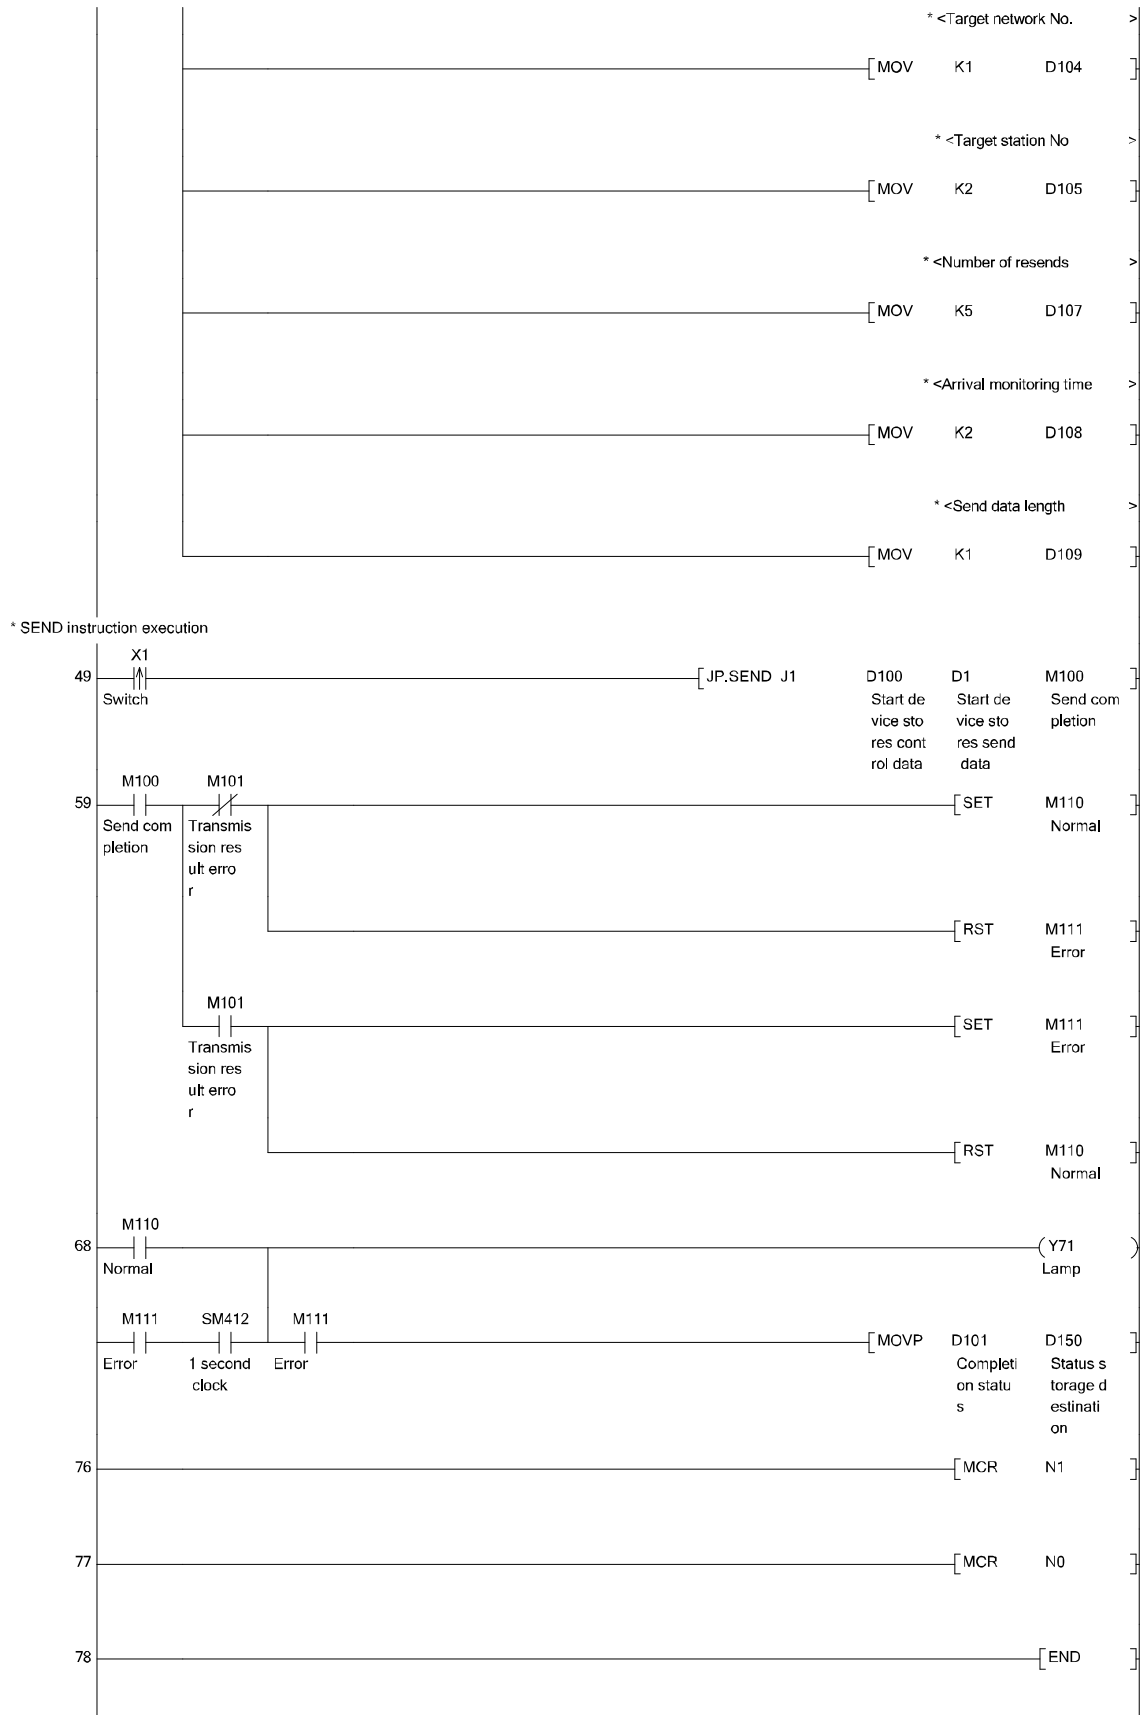 * <Target network No. >
[MOV K1 D104 ]
* <Target station No >
[MOV K2 D105 ]
* <Number of resends >
[MOV K5 D107 ]
* <Arrival monitoring time >
[MOV K2 D108 ]
* <Send data length >
[MOV K1 D109 ]
* SEND instruction execution
X1
49 [JP.SEND J1 D100 D1 M100 ]
Switch Start de Start de Send com
vice sto vice sto pletion
res cont res send
rol data data
M100 M101
59 [SET M110 ]
Send com Transmis Normal
pletion sion res
ult erro
r
[RST M111 ]
Error
M101
[SET M111 ]
Transmis Error
sion res
ult erro
r
[RST M110 ]
Normal
M110
68 (Y71 )
Normal Lamp
M111 SM412 M111
[MOVP D101 D150 ]
Error 1 second Error Completi Status s
clock on statu torage d
s estinati
on
76 [MCR N1 ]
77 [MCR N0 ]
78 [END ]